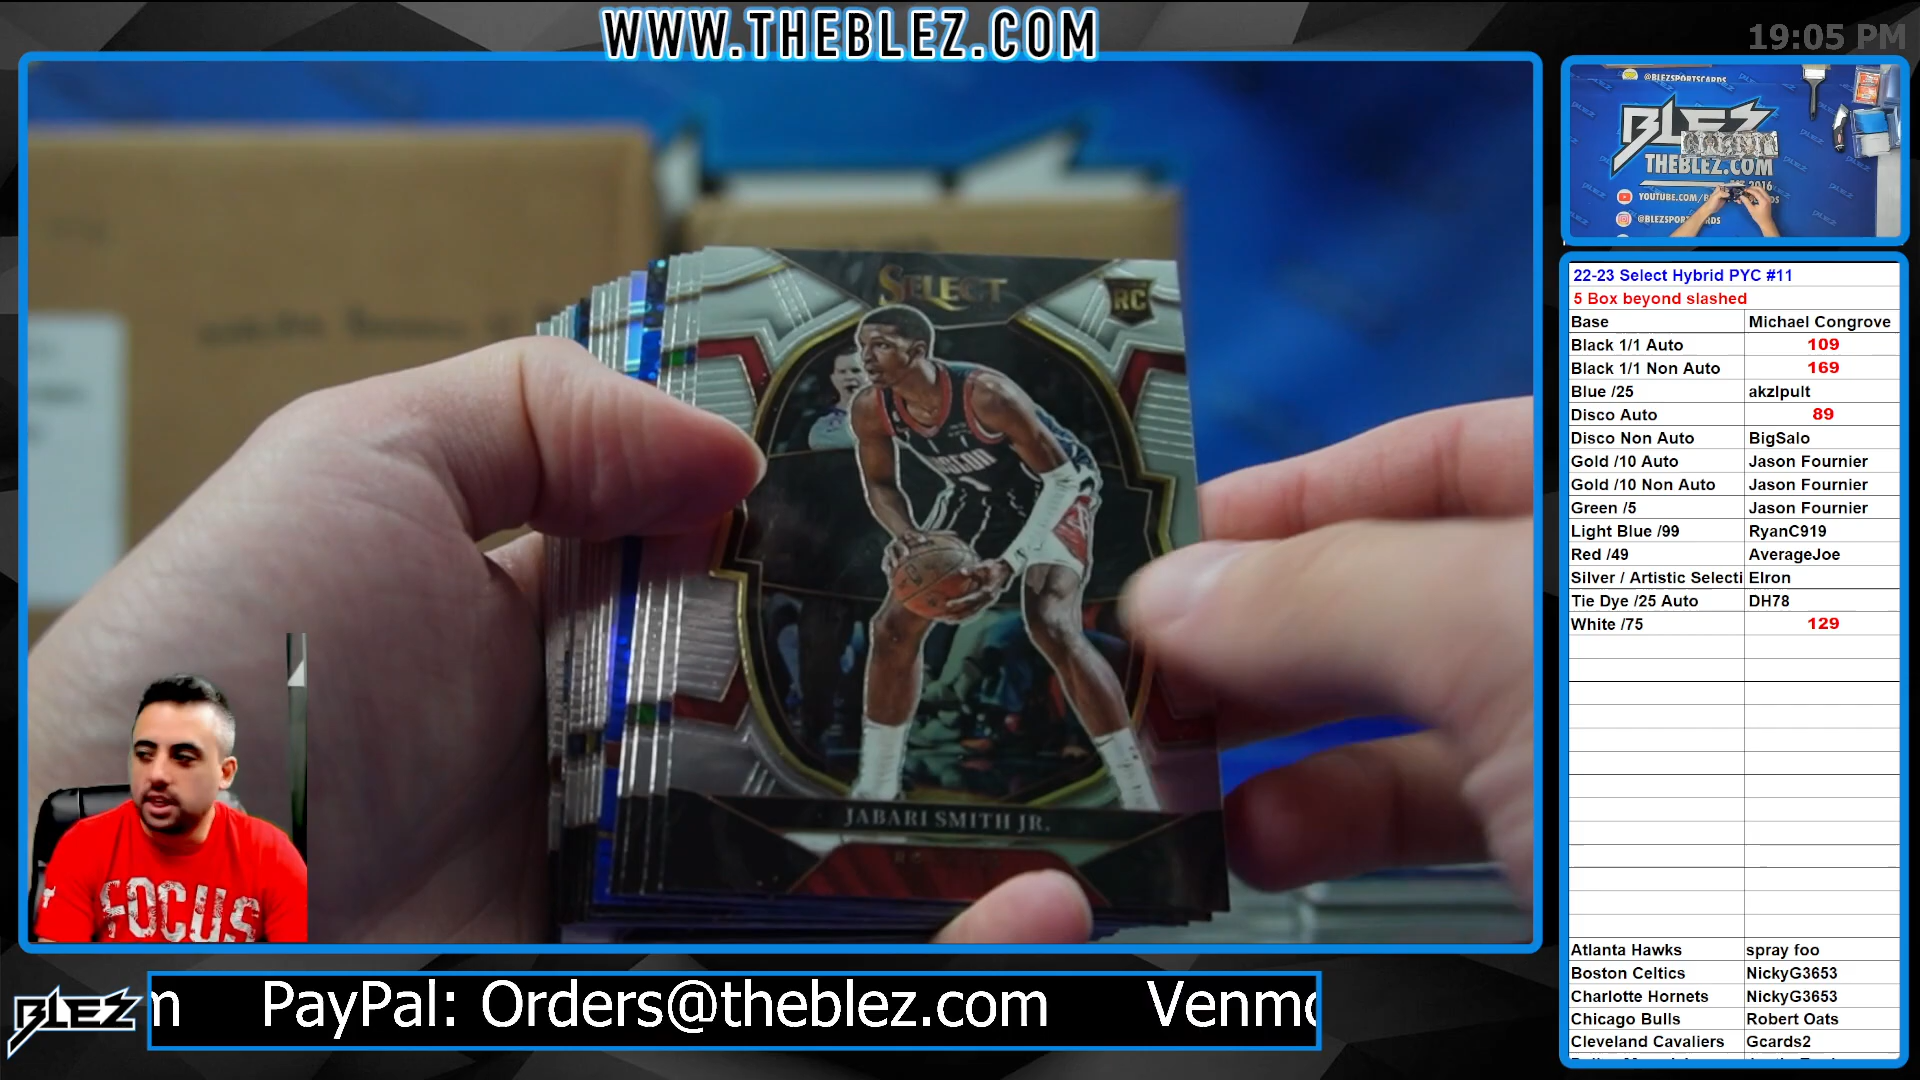 WWW.THEBLEZ.COM
19:05 PM
@BLEZSPORTSCARDS
BLEZ
THEBLEZ.COM
2016
SELECT
RC
JABARI SMITH JR.
FOCUS
22-23 Select Hybrid PYC #11
5 Box beyond slashed
Base Michael Congrove
Black 1/1 Auto 109
Black 1/1 Non Auto 169
Blue /25 akzlpult
Disco Auto 89
Disco Non Auto BigSalo
Gold /10 Auto Jason Fournier
Gold /10 Non Auto Jason Fournier
Green /5 Jason Fournier
Light Blue /99 RyanC919
Red /49 AverageJoe
Silver / Artistic Selecti Elron
Tie Dye /25 Auto DH78
White /75 129
Atlanta Hawks spray foo
Boston Celtics NickyG3653
Charlotte Hornets NickyG3653
Chicago Bulls Robert Oats
Cleveland Cavaliers Gcards2
BLEZ
m PayPal: Orders@theblez.com Venmo